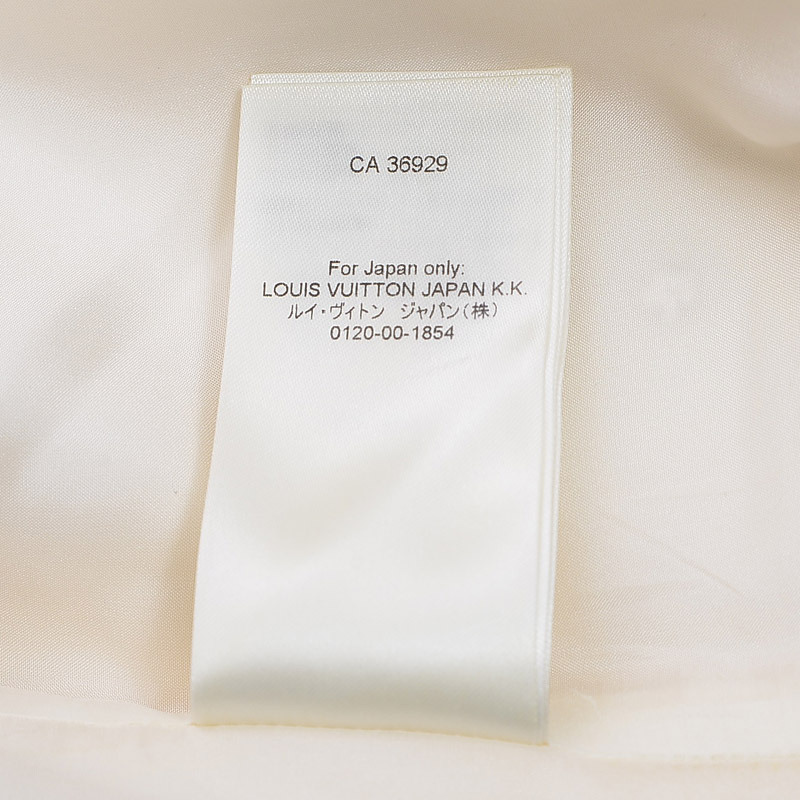 CA 36929
For Japan only:
LOUIS VUITTON JAPAN K.K.
ルイ・ヴィトン ジャパン(株)
0120-00-1854